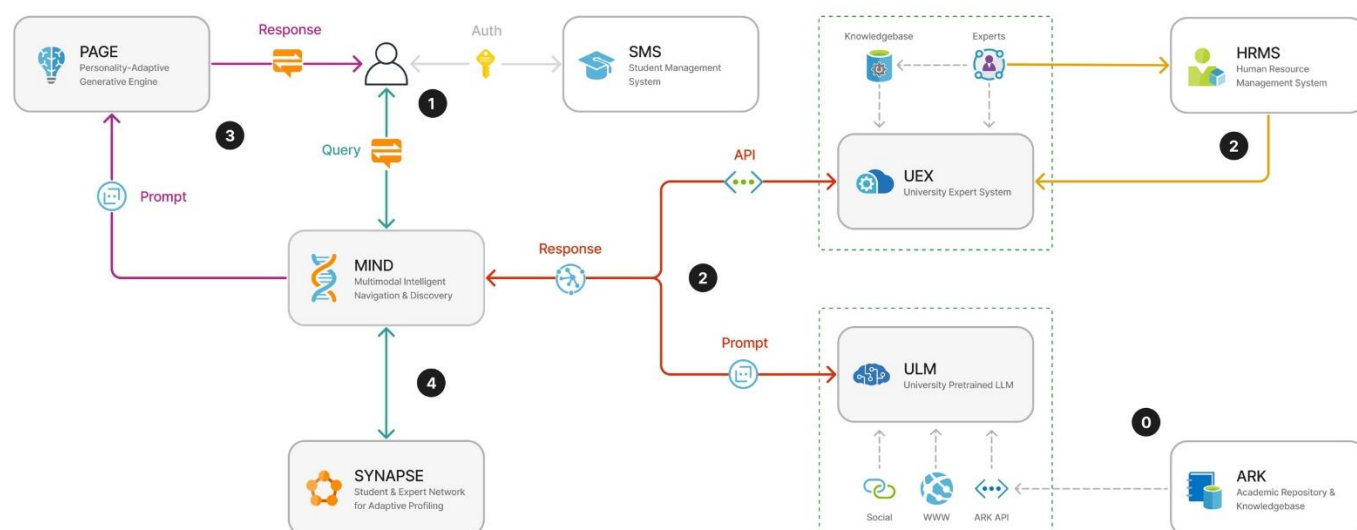 PAGE
Personality-Adaptive
Generative Engine
Response
Auth
SMS
Student Management
System
Knowledgebase
Experts
HRMS
Human Resource
Management System
1
3
Query
2
API
UEX
University Expert System
Prompt
MIND
Multimodal Intelligent
Navigation & Discovery
Response
2
Prompt
ULM
University Pretrained LLM
4
0
SYNAPSE
Student & Expert Network
for Adaptive Profiling
Social
WWW
ARK API
ARK
Academic Repository &
Knowledgebase